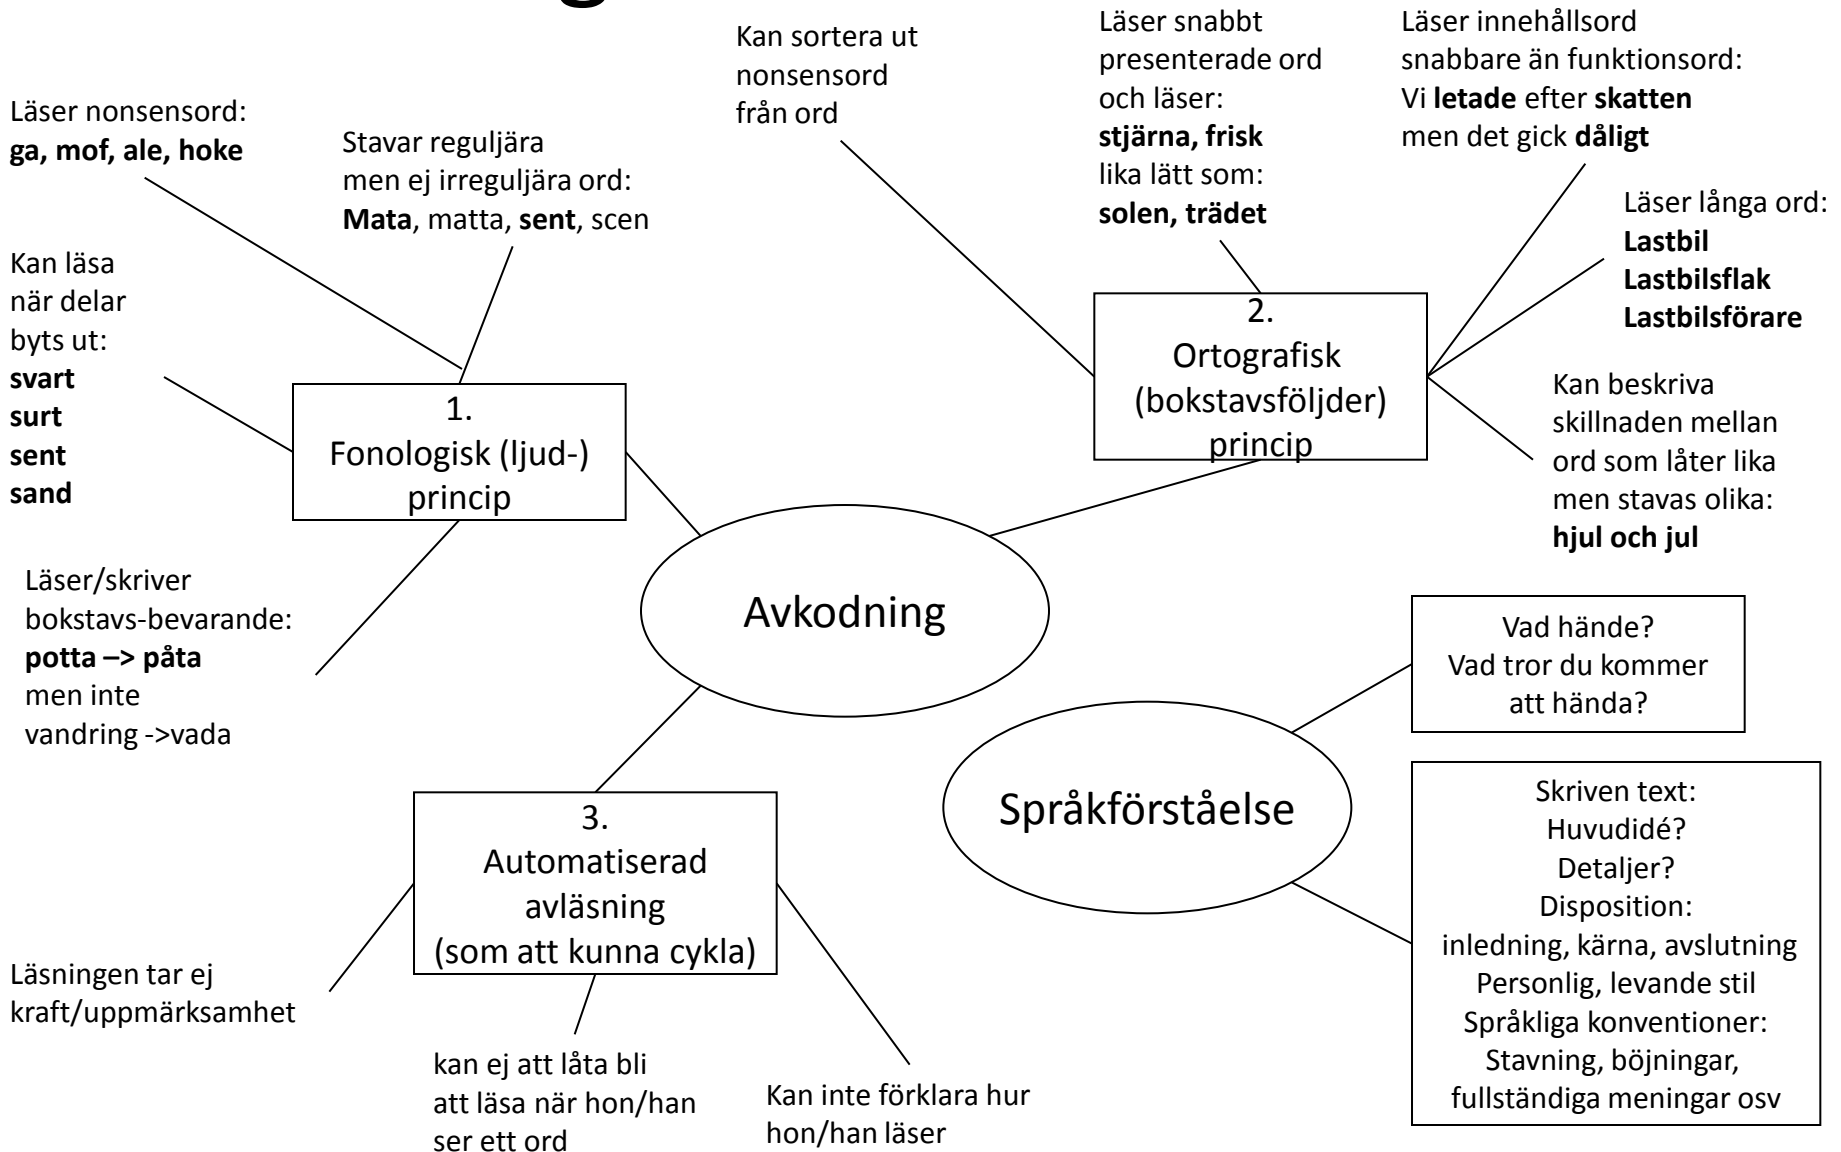 Läser nonsensord:
ga, mof, ale, hoke
Stavar reguljära
men ej irreguljära ord:
Mata, matta, sent, scen
Kan läsa
när delar
byts ut:
svart
surt
sent
sand
1.
Fonologisk (ljud-)
princip
Läser/skriver
bokstavs-bevarande:
potta –> påta
men inte
vandring ->vada
Kan sortera ut
nonsensord
från ord
Läser snabbt
presenterade ord
och läser:
stjärna, frisk
lika lätt som:
solen, trädet
Läser innehållsord
snabbare än funktionsord:
Vi letade efter skatten
men det gick dåligt
Läser långa ord:
Lastbil
Lastbilsflak
Lastbilsförare
2.
Ortografisk
(bokstavsföljder)
princip
Kan beskriva
skillnaden mellan
ord som låter lika
men stavas olika:
hjul och jul
Avkodning
3.
Automatiserad
avläsning
(som att kunna cykla)
Läsningen tar ej
kraft/uppmärksamhet
kan ej att låta bli
att läsa när hon/han
ser ett ord
Kan inte förklara hur
hon/han läser
Språkförståelse
Vad hände?
Vad tror du kommer
att hända?
Skriven text:
Huvudidé?
Detaljer?
Disposition:
inledning, kärna, avslutning
Personlig, levande stil
Språkliga konventioner:
Stavning, böjningar,
fullständiga meningar osv